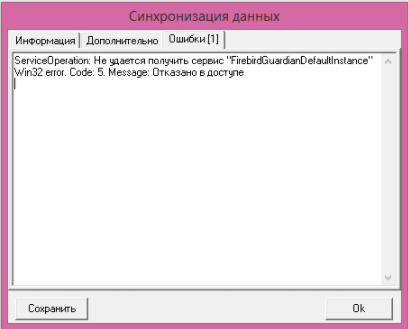 Синхронизация данных
Информация Дополнительно Ошибки [1]
ServiceOperation: Не удается получить сервис "FirebirdGuardianDefaultInstance"
Win32 error. Code: 5. Message: Отказано в доступе
Сохранить Ok